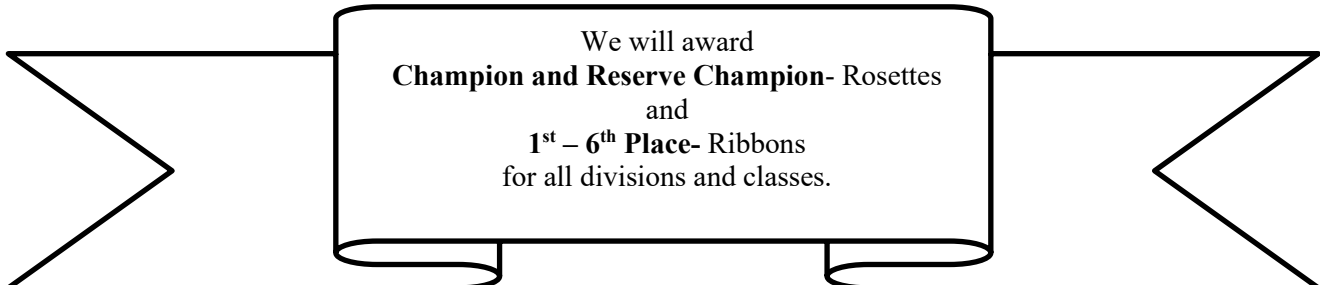 We will award
Champion and Reserve Champion- Rosettes
and
1st – 6th Place- Ribbons
for all divisions and classes.